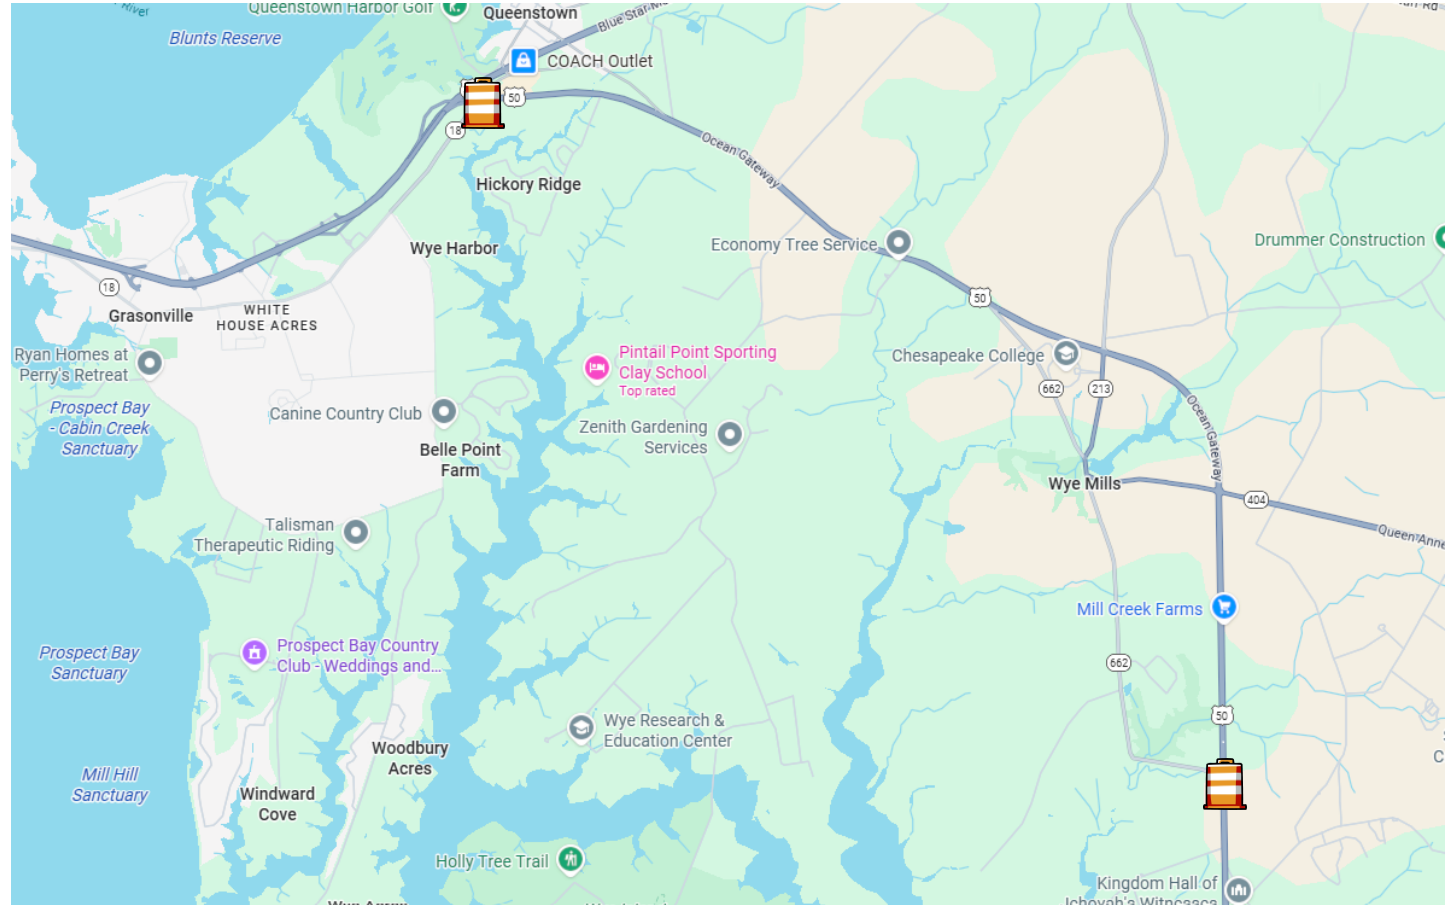 River
Queenstown Harbor Golf
Queenstown
Blunts Reserve
COACH Outlet
50
18
Ocean Gateway
Hickory Ridge
Wye Harbor
Economy Tree Service
Drummer Construction
18
50
Grasonville
WHITE
HOUSE ACRES
Ryan Homes at
Perry's Retreat
Pintail Point Sporting
Clay School
Top rated
Chesapeake College
662
213
Prospect Bay
- Cabin Creek
Sanctuary
Canine Country Club
Zenith Gardening
Services
Ocean Gateway
Belle Point
Farm
Wye Mills
404
Talisman
Therapeutic Riding
Queen Anne
Mill Creek Farms
Prospect Bay
Sanctuary
Prospect Bay Country
Club - Weddings and...
662
50
Wye Research &
Education Center
Woodbury
Acres
Mill Hill
Sanctuary
Windward
Cove
Holly Tree Trail
Kingdom Hall of